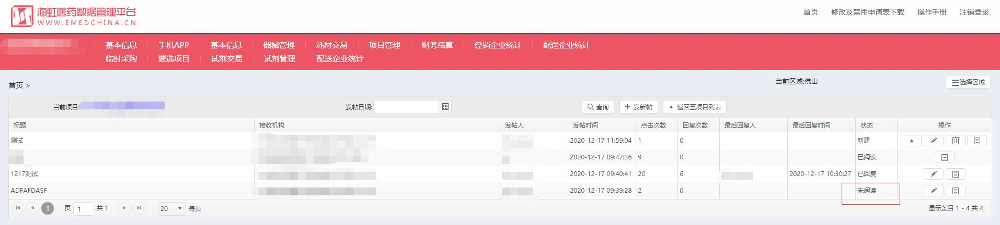 海虹医药数据管理平台
WWW.EMEDCHINA.CN
首页 修改及禁用申请表下载 操作手册 注销登录
基本信息 手机APP 基本信息 器械管理 耗材交易 项目管理 财务结算 经销企业统计 配送企业统计
临时采购 遴选项目 试剂交易 试剂管理 配送企业统计
首页 >
当前区域:佛山
选择区域
当前项目 发帖日期: 查询 发新帖 返回至项目列表
标题 接收机构 发帖人 发帖时间 点击次数 回复次数 最后回复人 最后回复时间 状态 操作
测试 2020-12-17 11:59:04 1 0 新建
2020-12-17 09:47:36 9 0 已阅读
1217测试 2020-12-17 09:40:41 20 6 2020-12-17 10:30:27 已回复
ADFAFDASF 2020-12-17 09:39:28 2 0 未阅读
1 页 1 共 1 20 每页 显示条目 1 - 4 共 4